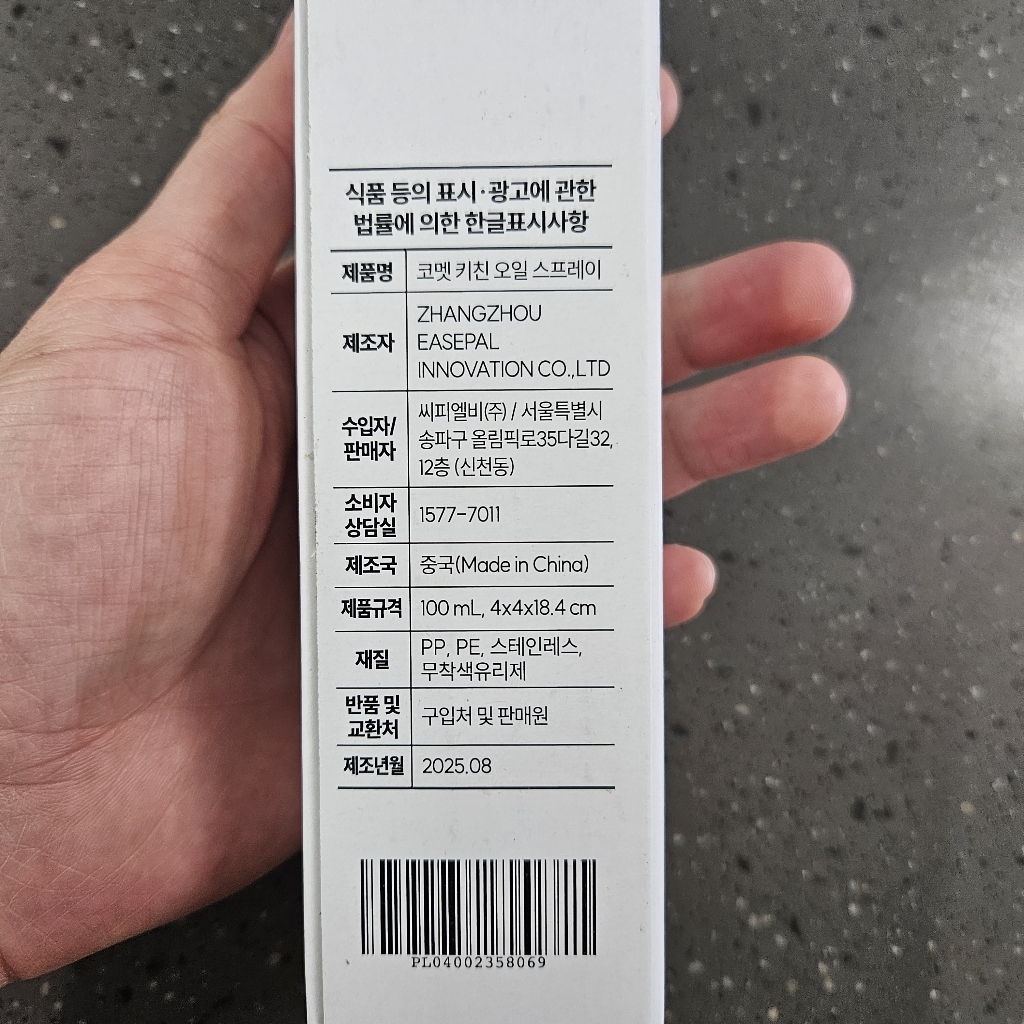 식품 등의 표시·광고에 관한
법률에 의한 한글표시사항
제품명 코멧 키친 오일 스프레이
제조자 ZHANGZHOU
EASEPAL
INNOVATION CO.,LTD
수입자/
판매자 씨피엘비(주) / 서울특별시
송파구 올림픽로35다길32,
12층 (신천동)
소비자
상담실 1577-7011
제조국 중국(Made in China)
제품규격 100 mL, 4x4x18.4 cm
재질 PP, PE, 스테인레스,
무착색유리제
반품 및
교환처 구입처 및 판매원
제조년월 2025.08
PL04002358069